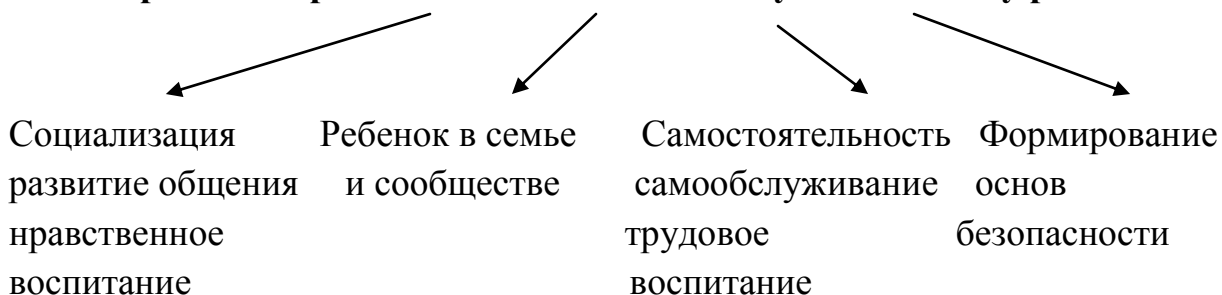 Социализация Ребенок в семье Самостоятельность Формирование
развитие общения и сообществе самообслуживание основ
нравственное трудовое безопасности
воспитание воспитание